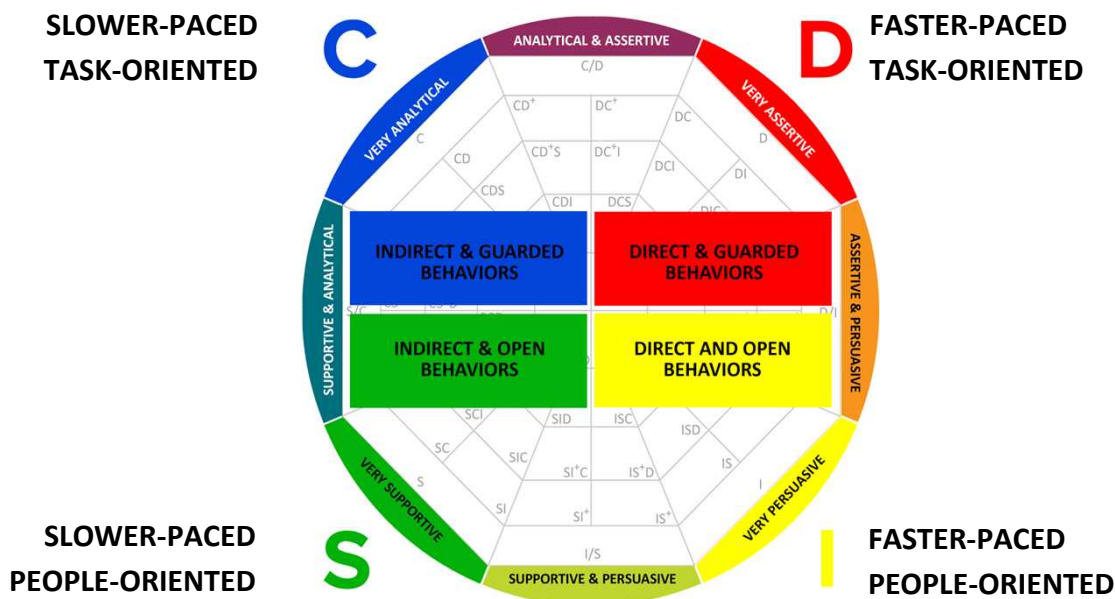 SLOWER-PACED
TASK-ORIENTED
C
ANALYTICAL & ASSERTIVE
D
FASTER-PACED
TASK-ORIENTED
VERY ANALYTICAL
VERY ASSERTIVE
C/D
CD+
DC+
C
DC
D
CD
CD+S
DC+I
DCI
DI
CDS
CDI
DCS
DIC
SUPPORTIVE & ANALYTICAL
INDIRECT & GUARDED
BEHAVIORS
DIRECT & GUARDED
BEHAVIORS
ASSERTIVE & PERSUASIVE
S/C
D/I
INDIRECT & OPEN
BEHAVIORS
DIRECT AND OPEN
BEHAVIORS
SCI
SID
ISC
ISD
SC
SIC
IS
S
SI+C
IS+D
I
SI
SI+
IS+
VERY SUPPORTIVE
VERY PERSUASIVE
I/S
SLOWER-PACED
PEOPLE-ORIENTED
S
SUPPORTIVE & PERSUASIVE
I
FASTER-PACED
PEOPLE-ORIENTED